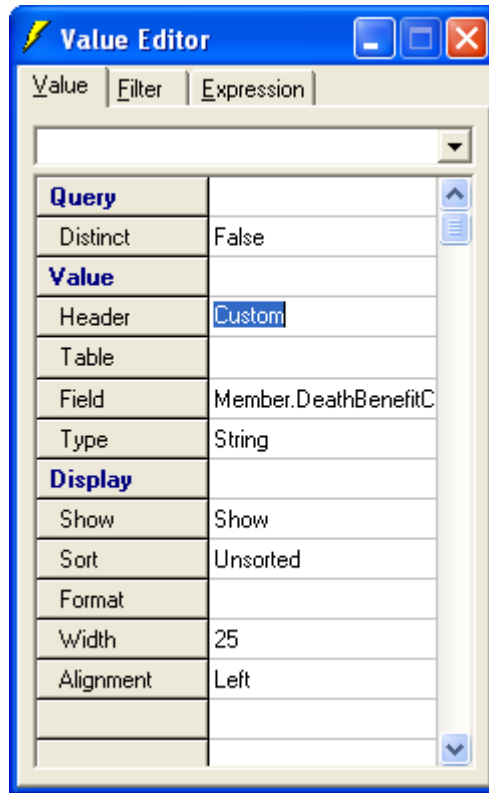 Value Editor
Value Filter Expression
Query
Distinct False
Value
Header Custom
Table
Field Member.DeathBenefitC
Type String
Display
Show Show
Sort Unsorted
Format
Width 25
Alignment Left